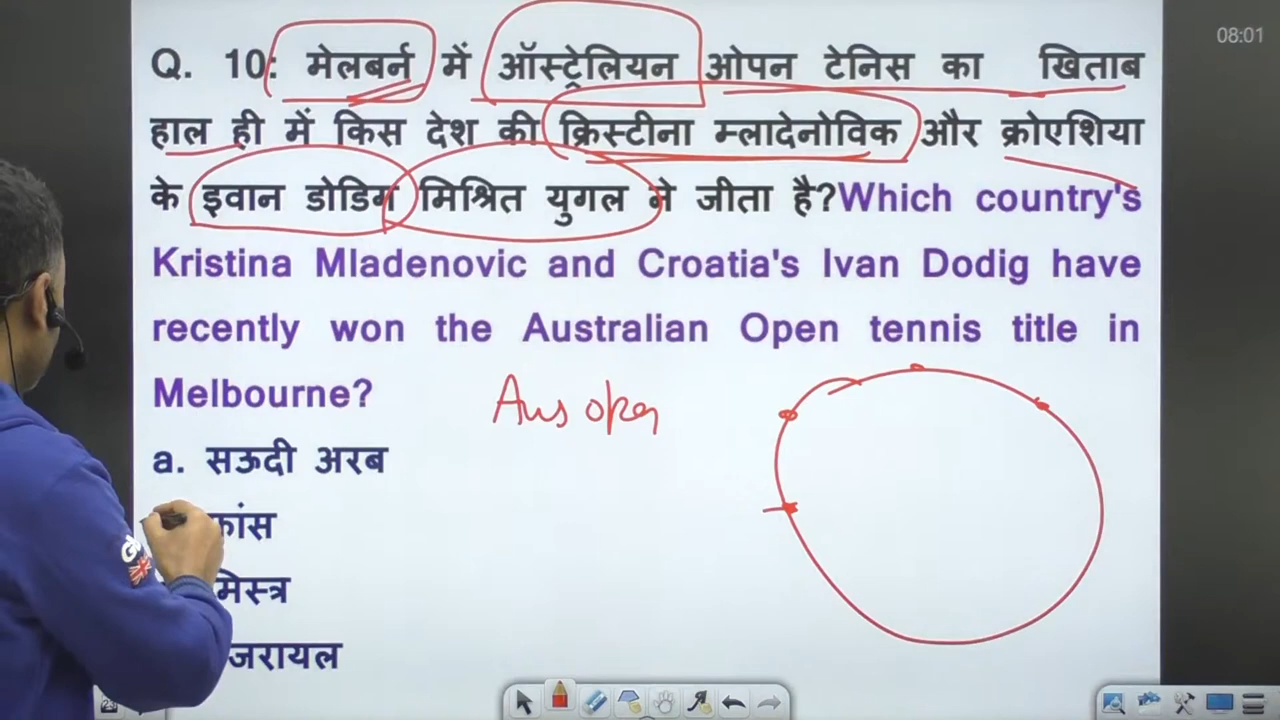 08:01
Q. 10: मेलबर्न में ऑस्ट्रेलियन ओपन टेनिस का खिताब
हाल ही में किस देश की क्रिस्टीना म्लादेनोविक और क्रोएशिया
के इवान डोडिग मिश्रित युगल ने जीता है?Which country's
Kristina Mladenovic and Croatia's Ivan Dodig have
recently won the Australian Open tennis title in
Melbourne?
Aus open
a. सऊदी अरब
फ्रांस
मिस्त्र